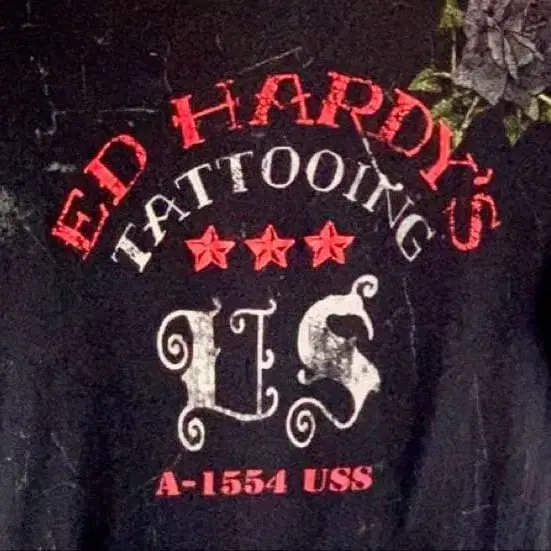 ED HARDY'S
TATTOOING
US
A-1554 USS